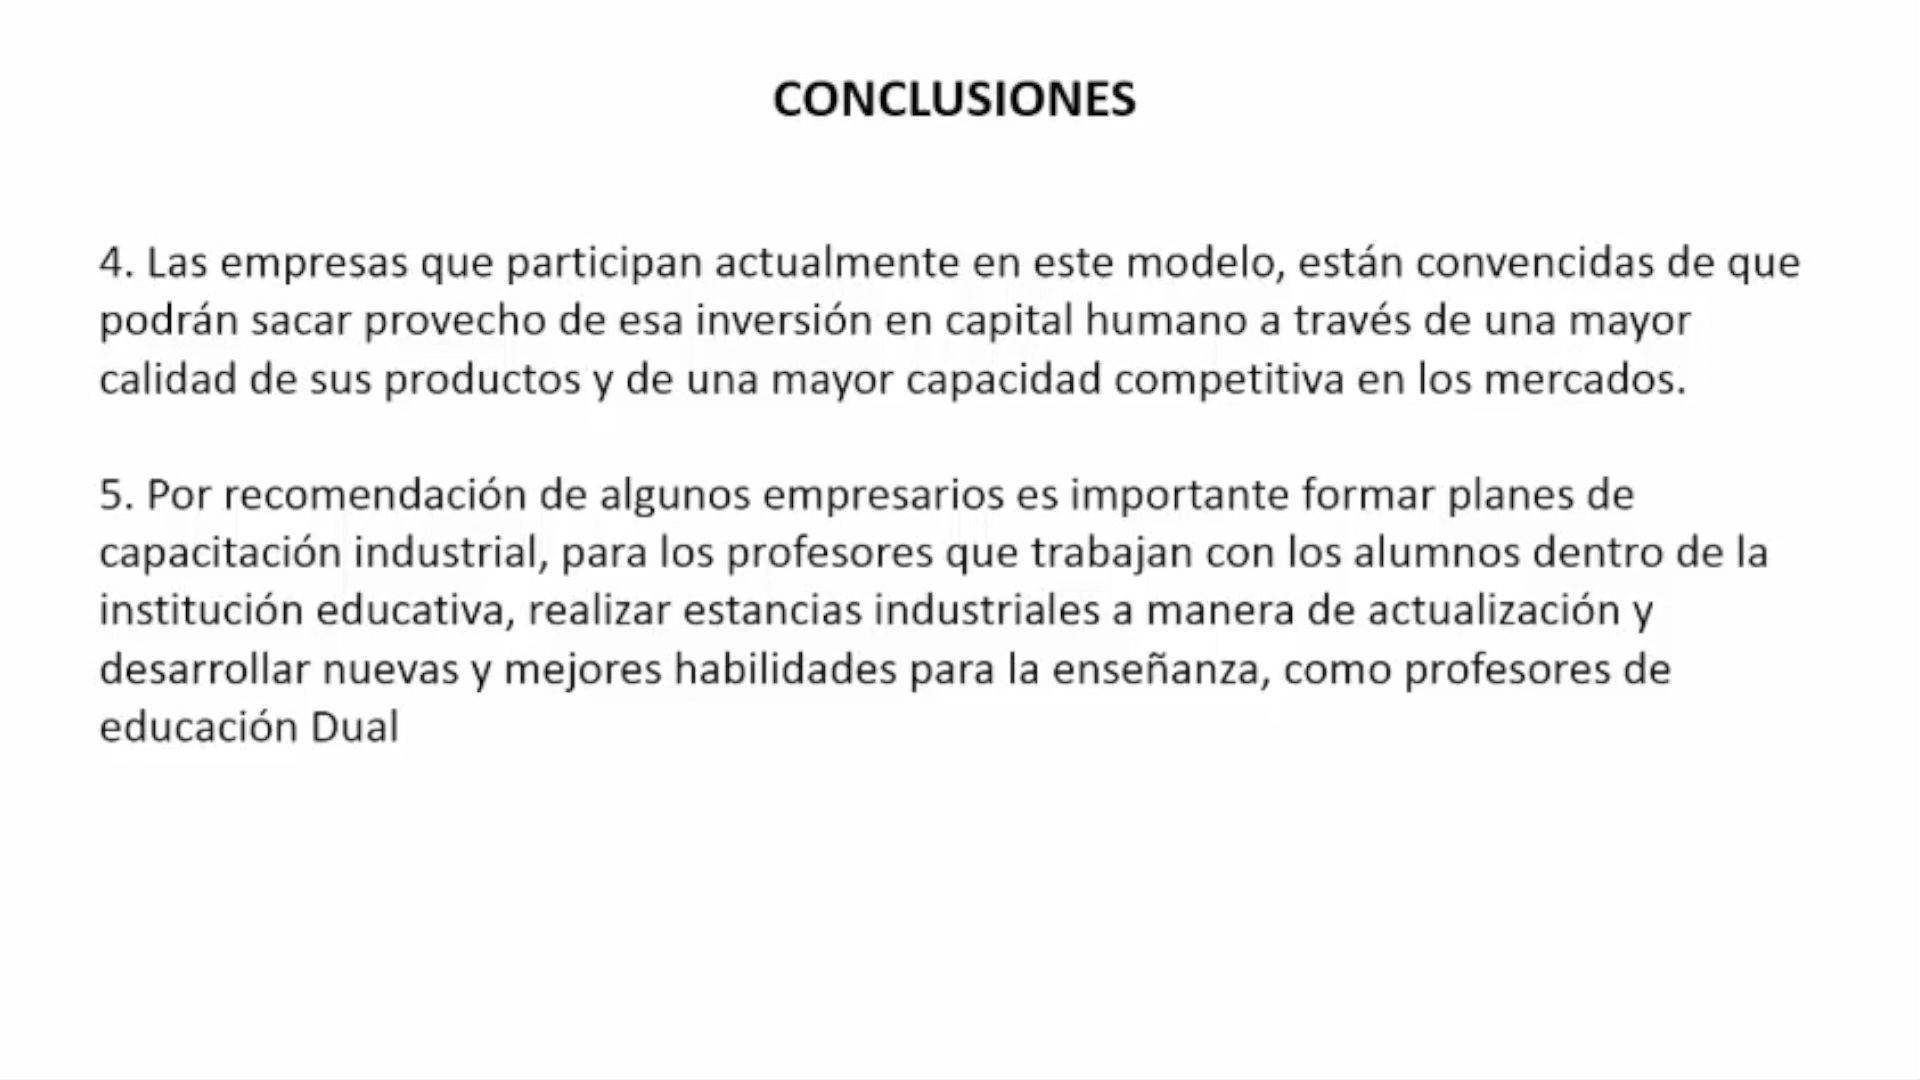 CONCLUSIONES
4. Las empresas que participan actualmente en este modelo, están convencidas de que
podrán sacar provecho de esa inversión en capital humano a través de una mayor
calidad de sus productos y de una mayor capacidad competitiva en los mercados.
5. Por recomendación de algunos empresarios es importante formar planes de
capacitación industrial, para los profesores que trabajan con los alumnos dentro de la
institución educativa, realizar estancias industriales a manera de actualización y
desarrollar nuevas y mejores habilidades para la enseñanza, como profesores de
educación Dual